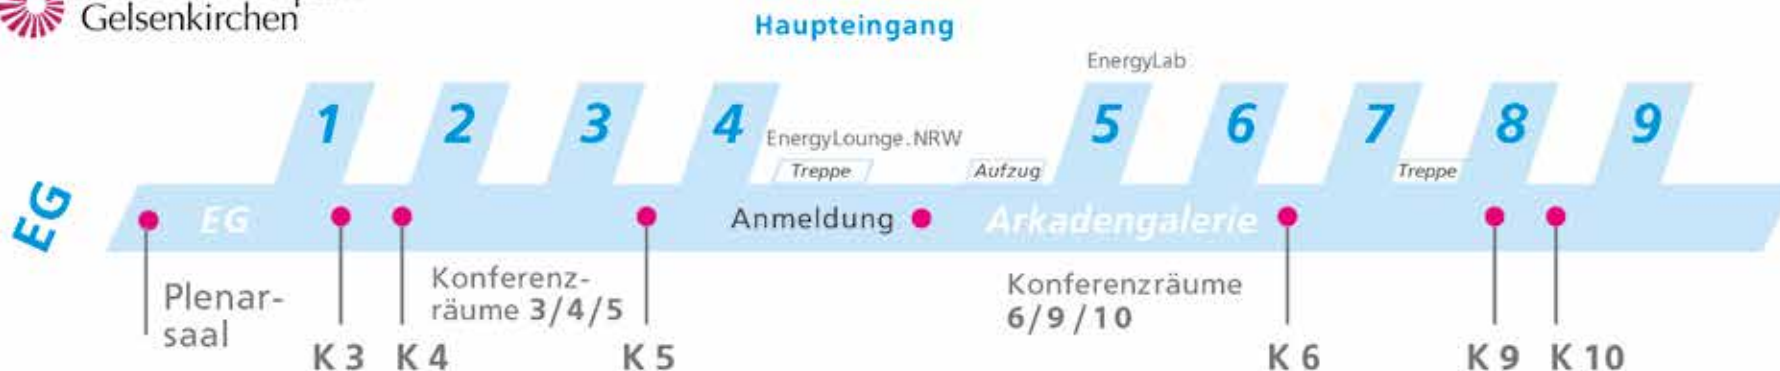 Gelsenkirchen
Haupteingang
EnergyLab
1 2 3 4 5 6 7 8 9
EnergyLounge.NRW
Treppe Aufzug Treppe
EG
EG Anmeldung Arkadengalerie
Plenar-
saal
Konferenz-
räume 3/4/5
Konferenzräume
6/9/10
K 3 K 4 K 5 K 6 K 9 K 10